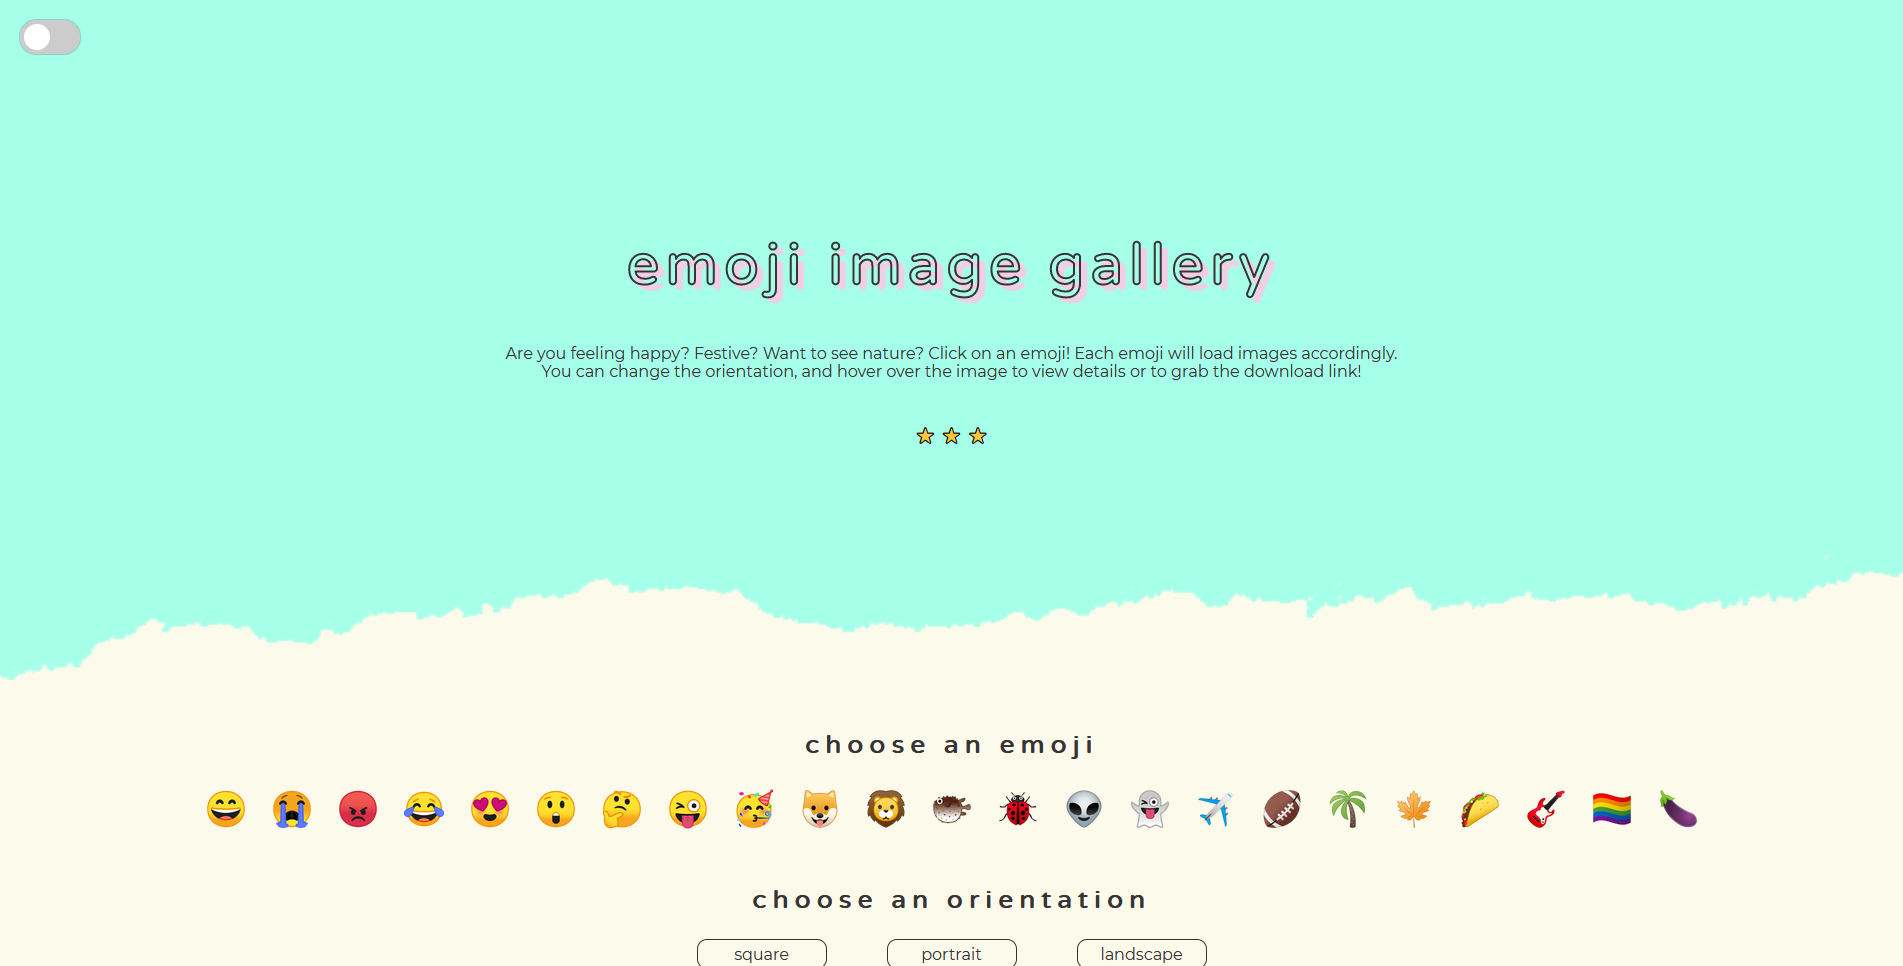 emoji image gallery
Are you feeling happy? Festive? Want to see nature? Click on an emoji! Each emoji will load images accordingly.
You can change the orientation, and hover over the image to view details or to grab the download link!
choose an emoji
choose an orientation
square
portrait
landscape